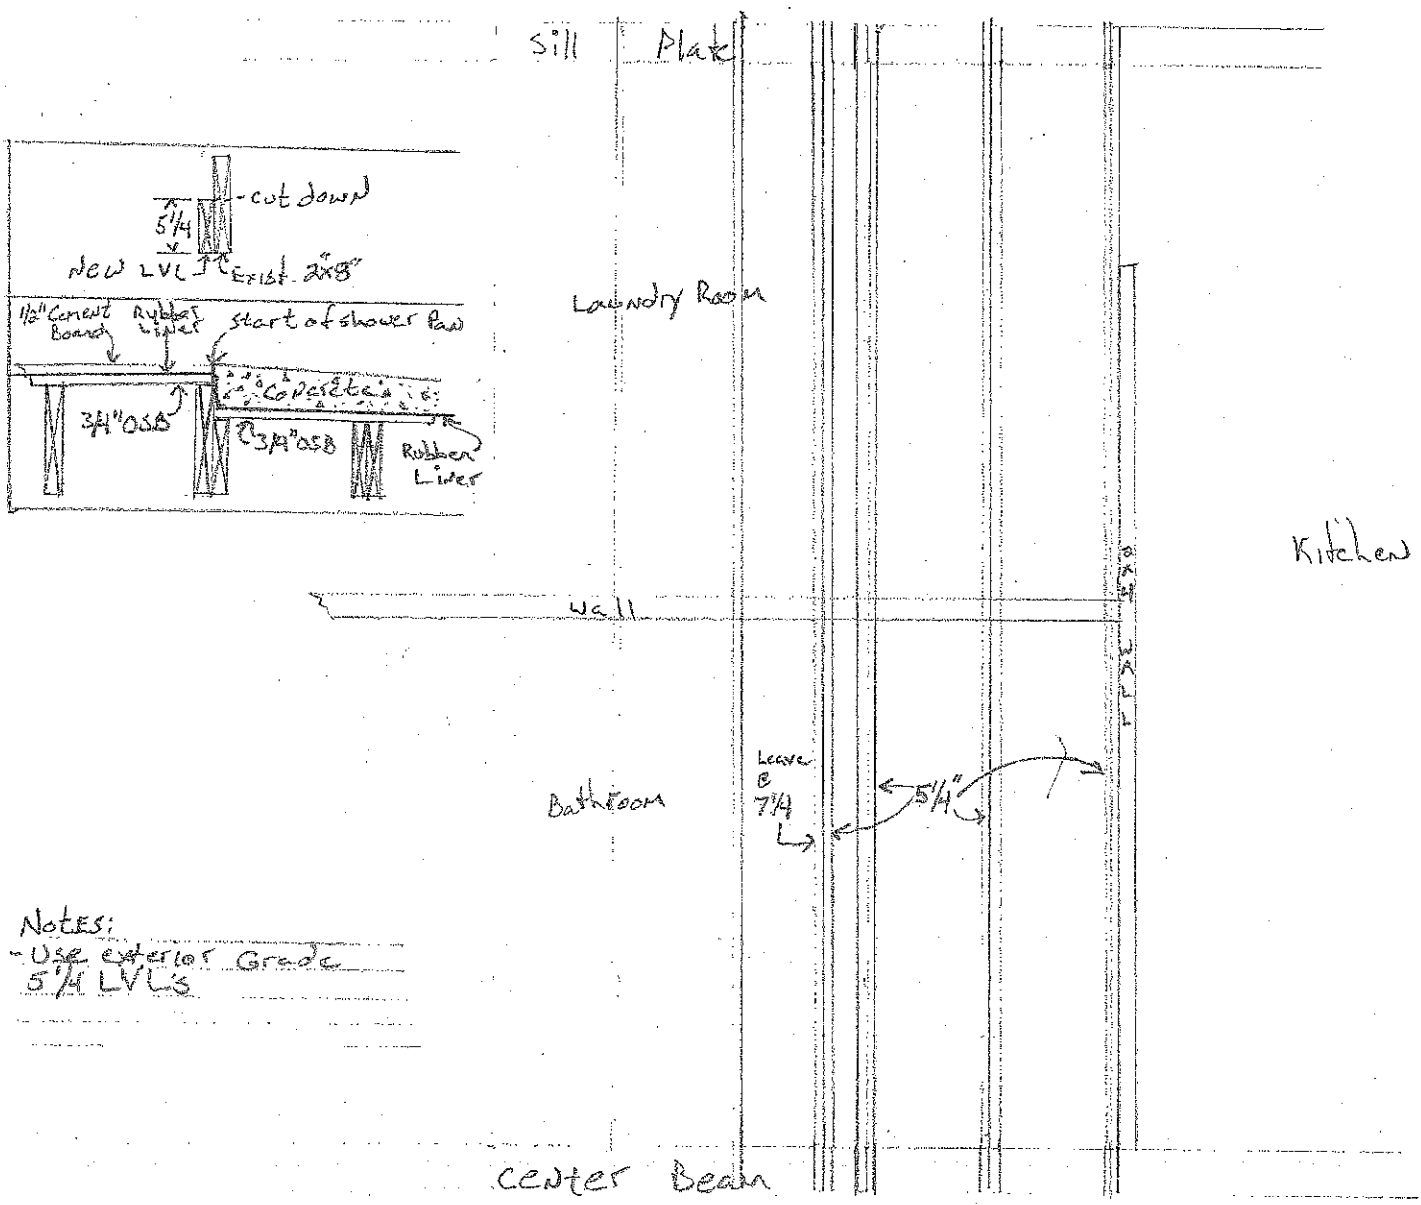 Sill Plate
cut down
5 1/4
New LVL
Exist. 2"x8"
1/2" Cement
Board
Rubber
Liner
start of shower Pan
Concrete
3/4" OSB
3/4" OSB
Rubber
Liner
Laundry Room
Kitchen
Wall
Bathroom
Leave
@
7 1/4
5 1/4"
Notes:
- Use exterior Grade
5 1/4 LVL's
Center Beam